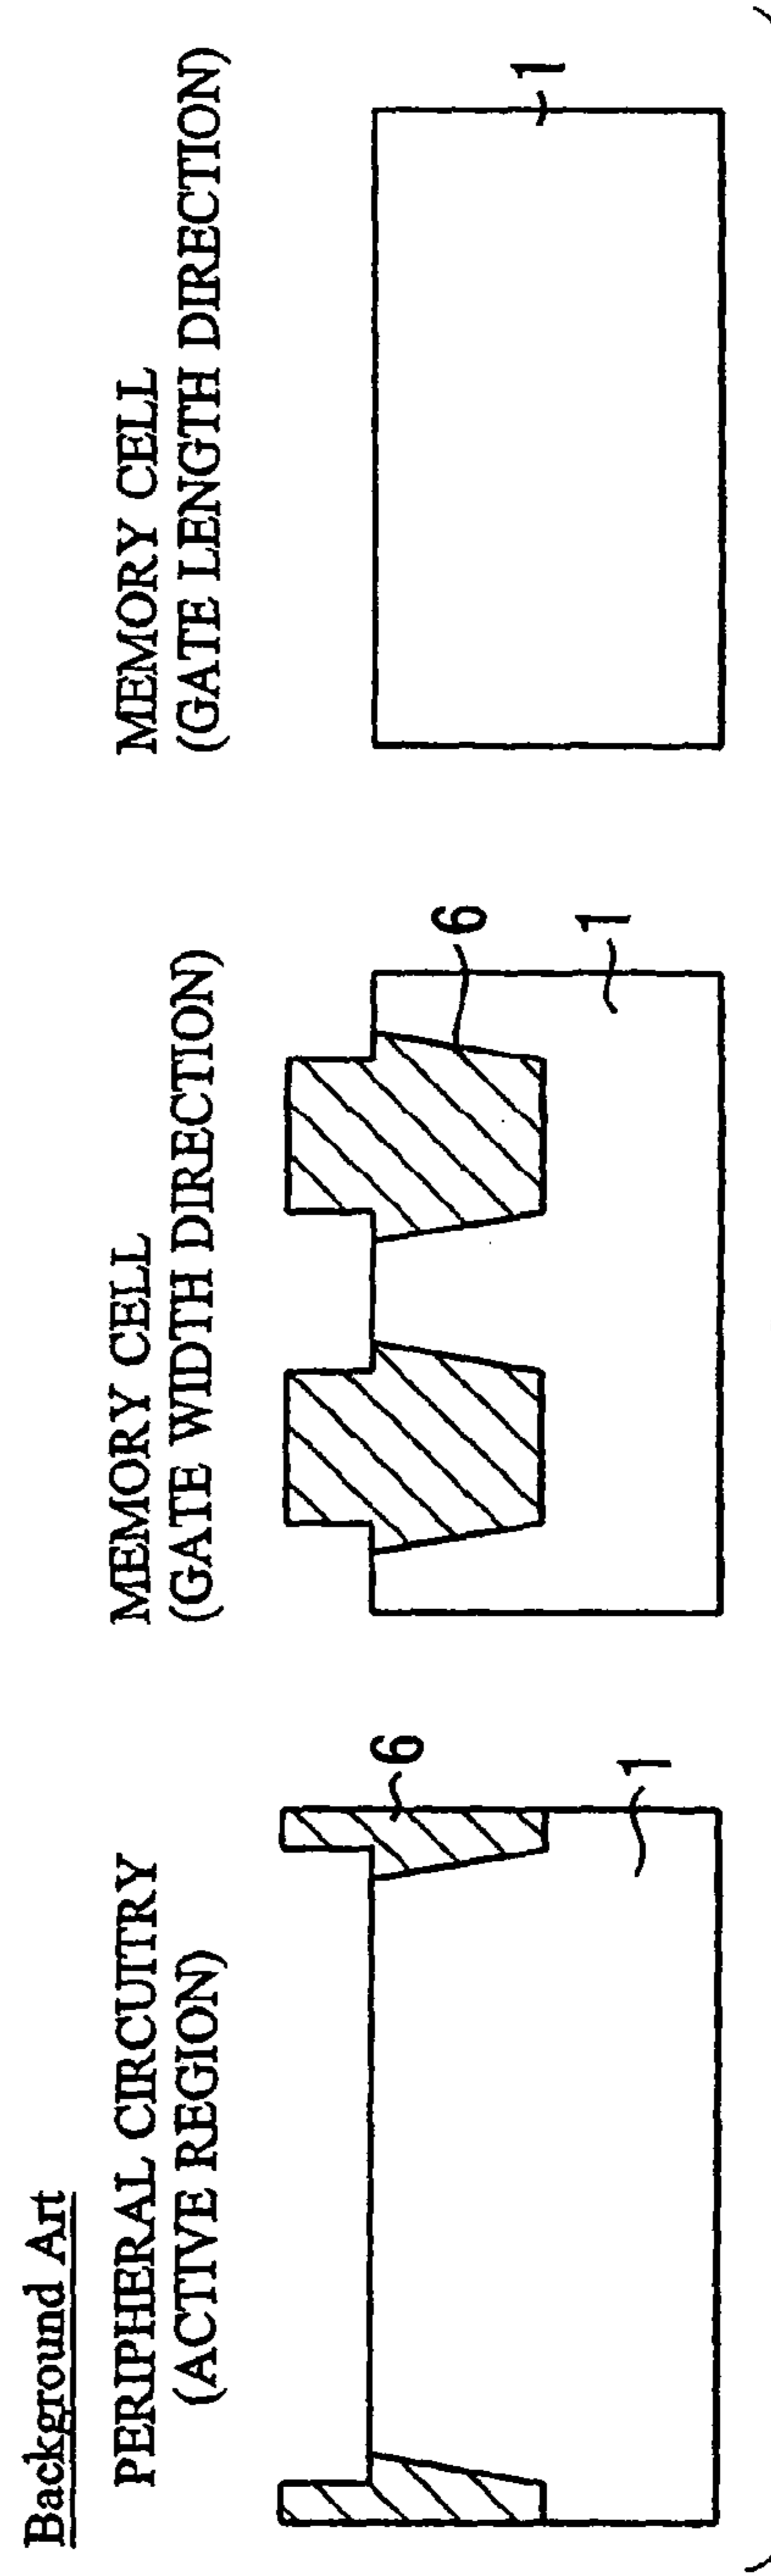 Background Art
PERIPHERAL CIRCUITRY
(ACTIVE REGION)
6
1
MEMORY CELL
(GATE WIDTH DIRECTION)
6
1
MEMORY CELL
(GATE LENGTH DIRECTION)
1